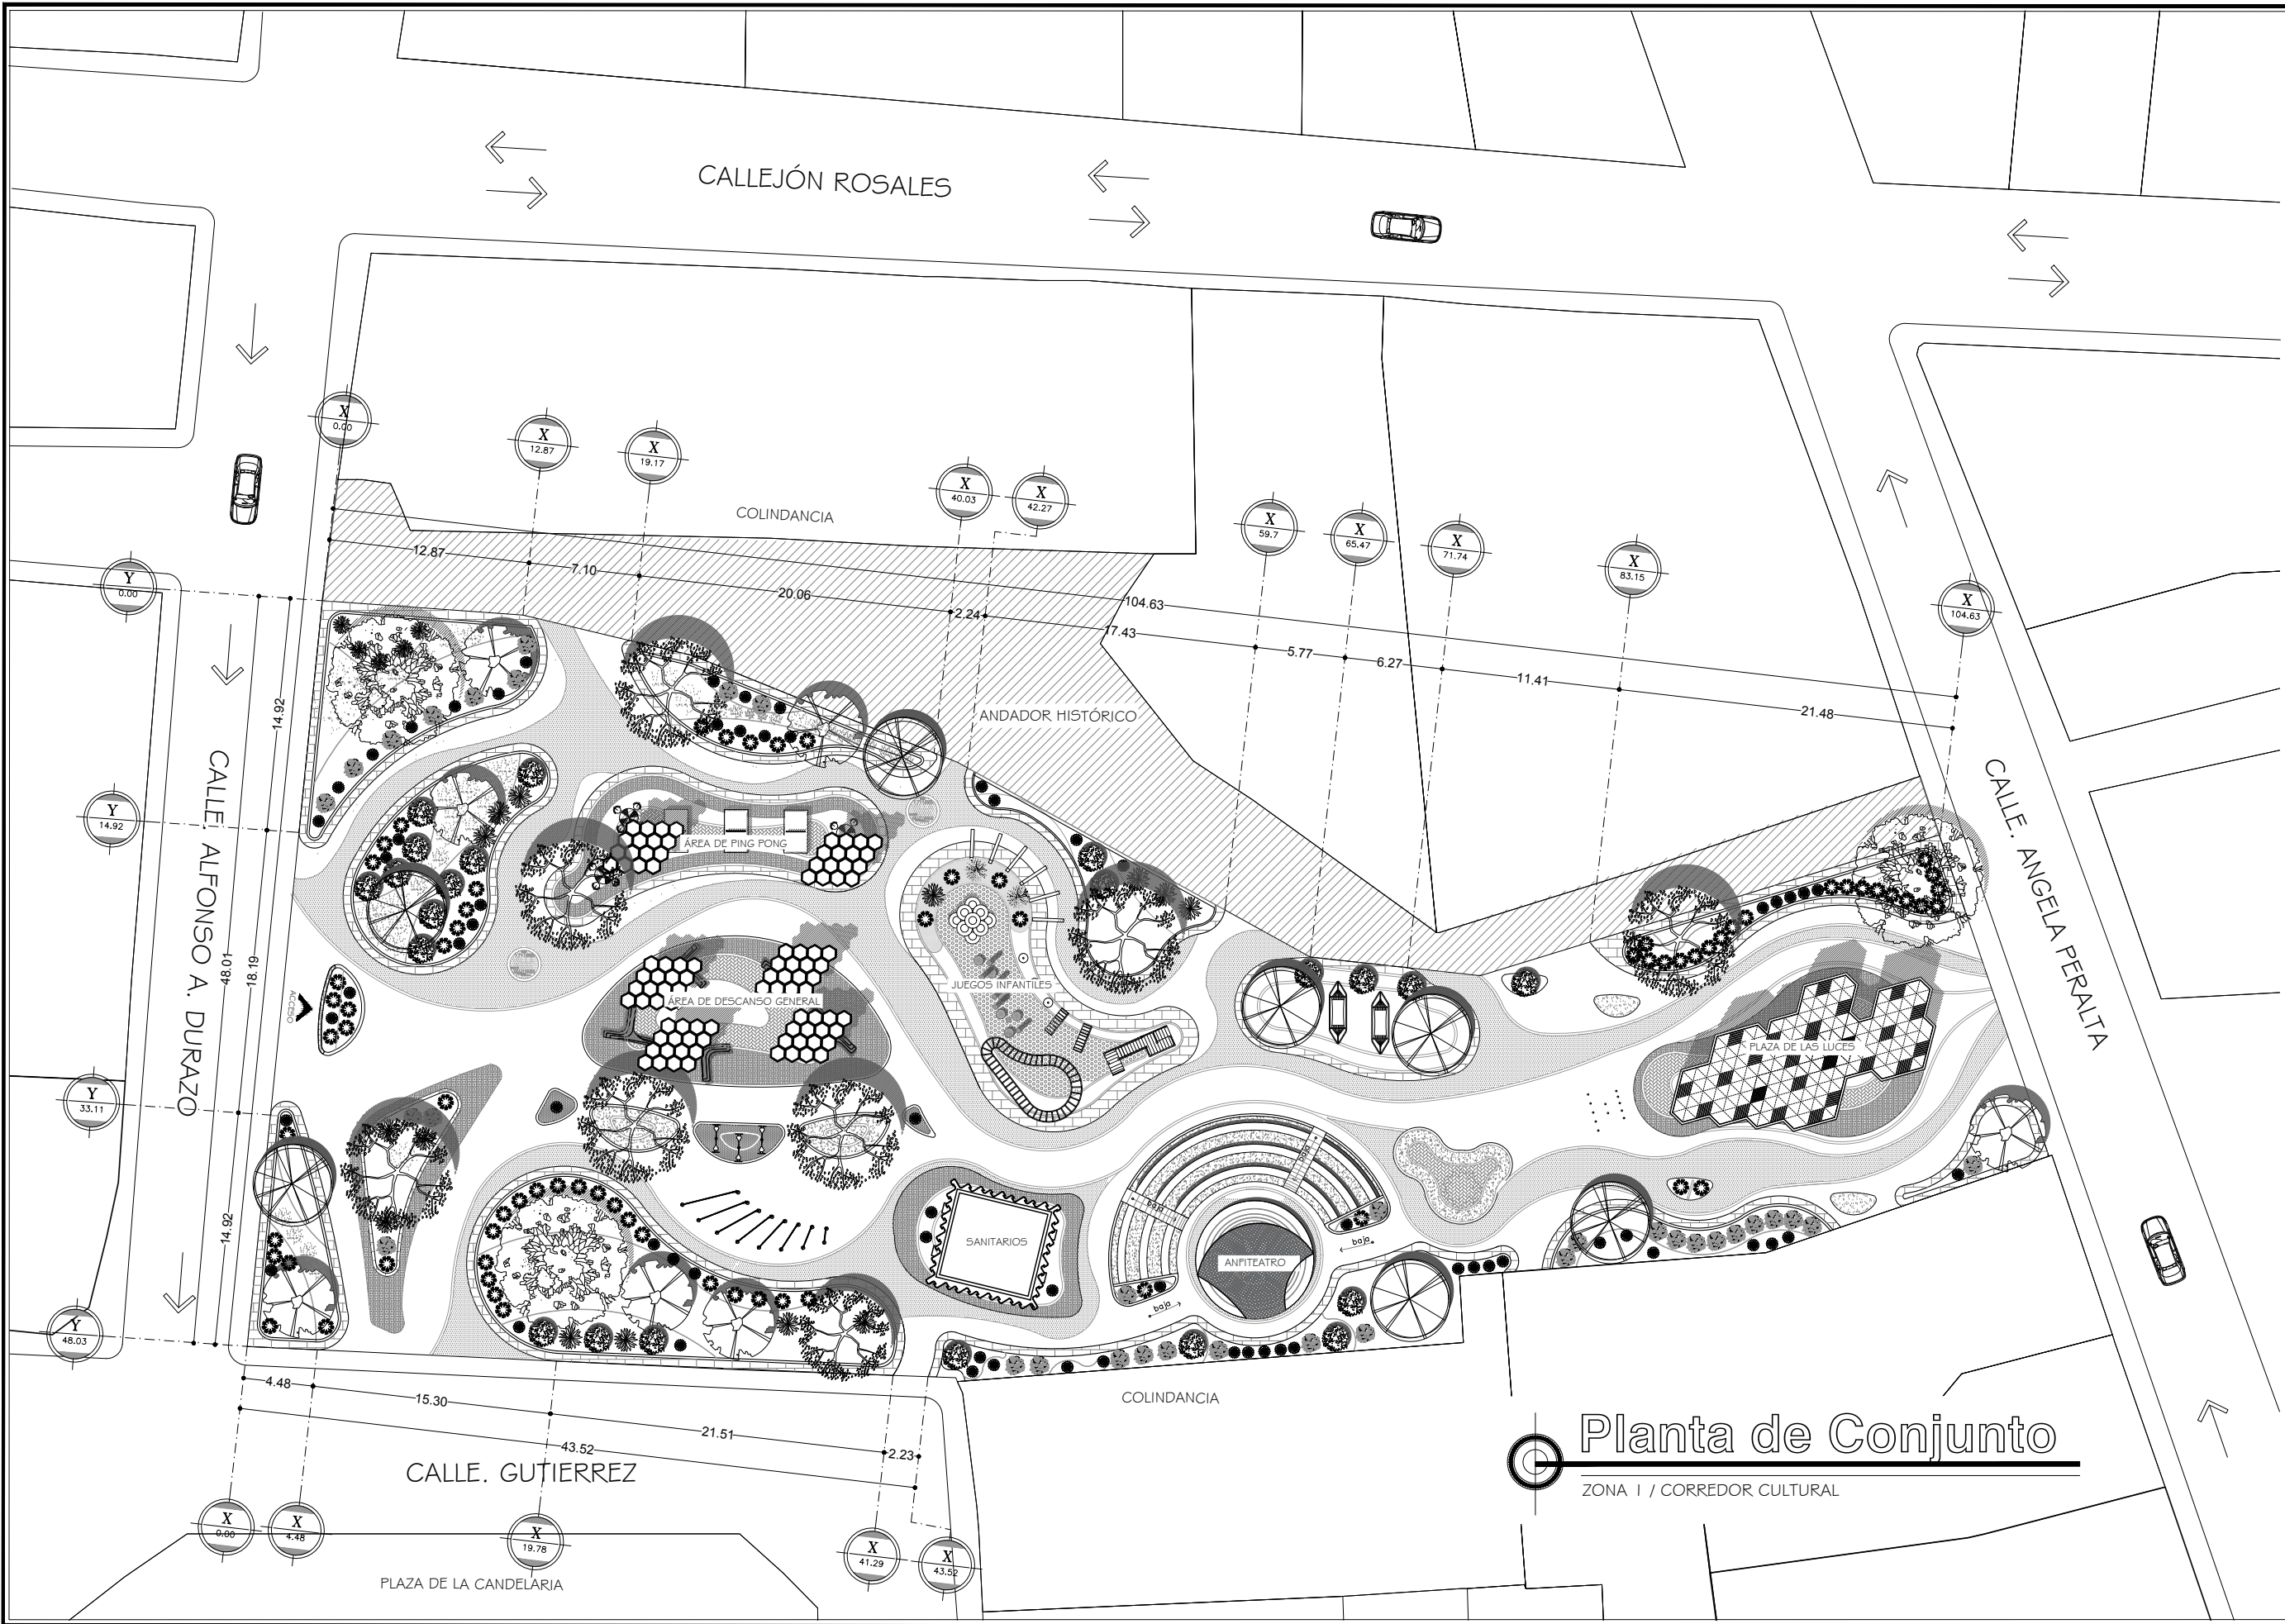 CALLEJÓN ROSALES
X
0.00
X
12.87
X
19.17
X
40.03
X
42.27
X
59.7
X
65.47
X
71.74
X
83.15
X
104.63
COLINDANCIA
12.87
7.10
20.06
2.24
104.63
17.43
5.77
6.27
11.41
21.48
Y
0.00
Y
14.92
Y
33.11
Y
48.03
14.92
18.19
48.01
14.92
CALLE. ALFONSO A. DURAZO
ACCESO
ANDADOR HISTÓRICO
ÁREA DE PING PONG
ÁREA DE DESCANSO GENERAL
JUEGOS INFANTILES
PLAZA DE LAS LUCES
CALLE. ANGELA PERALTA
SANITARIOS
ANFITEATRO
baja
baja
baja
baja
COLINDANCIA
4.48
15.30
21.51
2.23
43.52
CALLE. GUTIERREZ
X
0.00
X
4.48
X
19.78
X
41.29
X
43.52
PLAZA DE LA CANDELARIA
Planta de Conjunto
ZONA 1 / CORREDOR CULTURAL